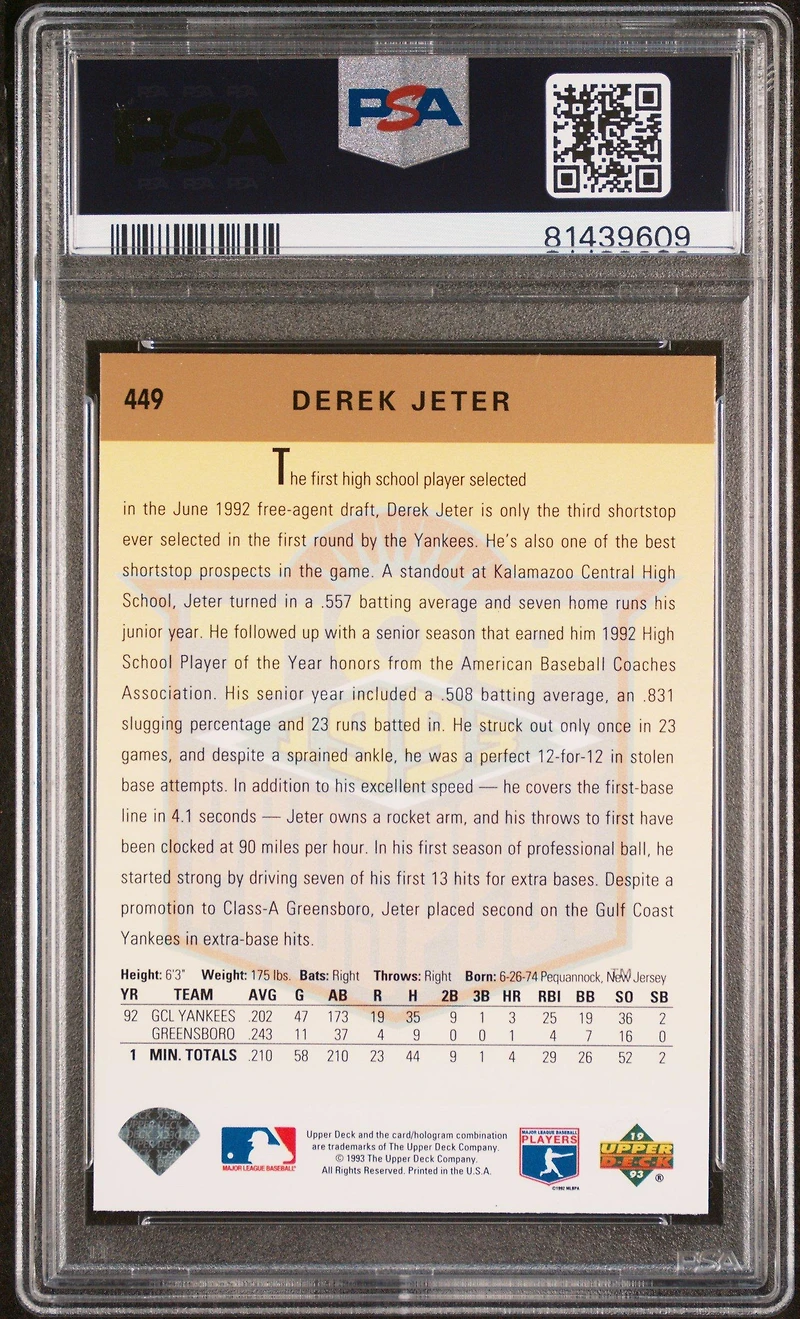 PSA
PSA
81439609
449 DEREK JETER
The first high school player selected
in the June 1992 free-agent draft, Derek Jeter is only the third shortstop
ever selected in the first round by the Yankees. He's also one of the best
shortstop prospects in the game. A standout at Kalamazoo Central High
School, Jeter turned in a .557 batting average and seven home runs his
junior year. He followed up with a senior season that earned him 1992 High
School Player of the Year honors from the American Baseball Coaches
Association. His senior year included a .508 batting average, an .831
slugging percentage and 23 runs batted in. He struck out only once in 23
games, and despite a sprained ankle, he was a perfect 12-for-12 in stolen
base attempts. In addition to his excellent speed — he covers the first-base
line in 4.1 seconds — Jeter owns a rocket arm, and his throws to first have
been clocked at 90 miles per hour. In his first season of professional ball, he
started strong by driving seven of his first 13 hits for extra bases. Despite a
promotion to Class-A Greensboro, Jeter placed second on the Gulf Coast
Yankees in extra-base hits.
Height: 6'3" Weight: 175 lbs. Bats: Right Throws: Right Born: 6-26-74 Pequannock, New Jersey
YR TEAM AVG G AB R H 2B 3B HR RBI BB SO SB
92 GCL YANKEES .202 47 173 19 35 9 1 3 25 19 36 2
GREENSBORO .243 11 37 4 9 0 0 1 4 7 16 0
1 MIN. TOTALS .210 58 210 23 44 9 1 4 29 26 52 2
MAJOR LEAGUE BASEBALL
Upper Deck and the card/hologram combination
are trademarks of The Upper Deck Company.
© 1993 The Upper Deck Company.
All Rights Reserved. Printed in the U.S.A.
MAJOR LEAGUE BASEBALL
PLAYERS
©1992 MLBPA
19
UPPER
DECK
93 ®
PSA